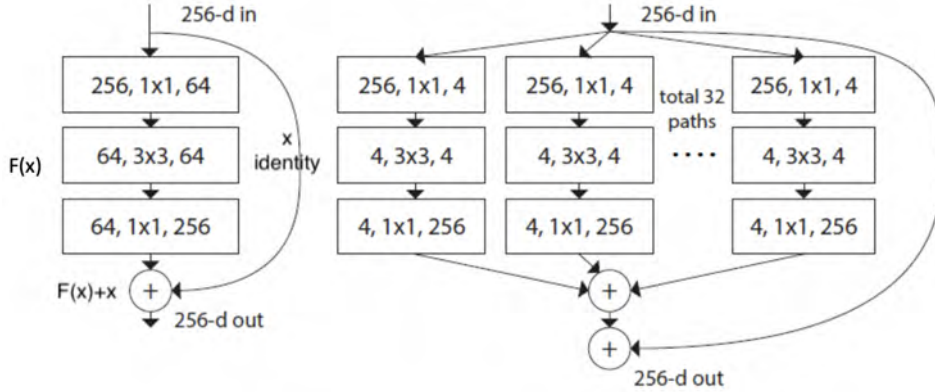 256-d in
256, 1x1, 64
64, 3x3, 64
64, 1x1, 256
F(x)
x
identity
F(x)+x
+
256-d out
256-d in
256, 1x1, 4
4, 3x3, 4
4, 1x1, 256
256, 1x1, 4
4, 3x3, 4
4, 1x1, 256
total 32
paths
....
256, 1x1, 4
4, 3x3, 4
4, 1x1, 256
+
+
256-d out